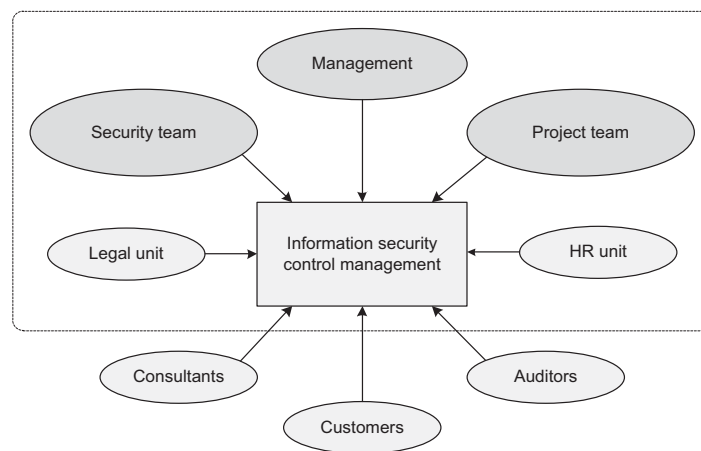 Management
Security team
Project team
Legal unit
Information security
control management
HR unit
Consultants
Auditors
Customers